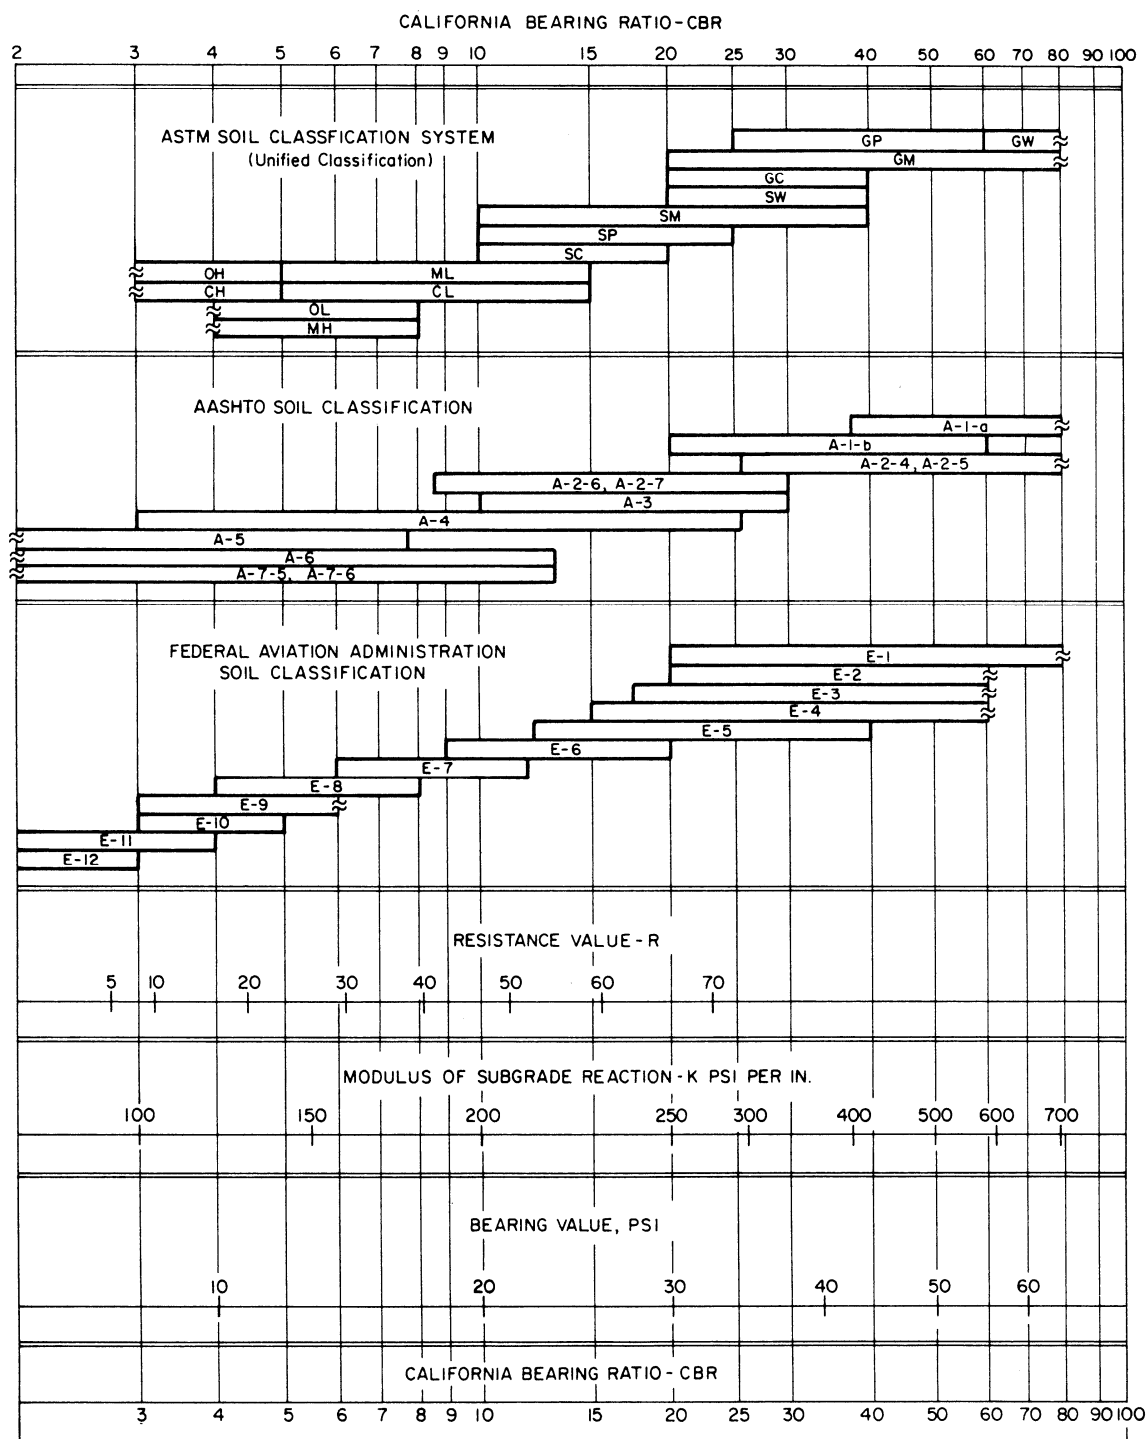 CALIFORNIA BEARING RATIO-CBR
2 3 4 5 6 7 8 9 10 15 20 25 30 40 50 60 70 80 90 100
ASTM SOIL CLASSFICATION SYSTEM
(Unified Classification)
GP GW
GM
GC
SW
SM
SP
SC
OH ML
CH CL
OL
MH
AASHTO SOIL CLASSIFICATION
A-1-a
A-1-b
A-2-4, A-2-5
A-2-6, A-2-7
A-3
A-4
A-5
A-6
A-7-5, A-7-6
FEDERAL AVIATION ADMINISTRATION
SOIL CLASSIFICATION
E-1
E-2
E-3
E-4
E-5
E-6
E-7
E-8
E-9
E-10
E-11
E-12
RESISTANCE VALUE-R
5 10 20 30 40 50 60 70
MODULUS OF SUBGRADE REACTION-K PSI PER IN.
100 150 200 250 300 400 500 600 700
BEARING VALUE, PSI
10 20 30 40 50 60
CALIFORNIA BEARING RATIO-CBR
3 4 5 6 7 8 9 10 15 20 25 30 40 50 60 70 80 90 100